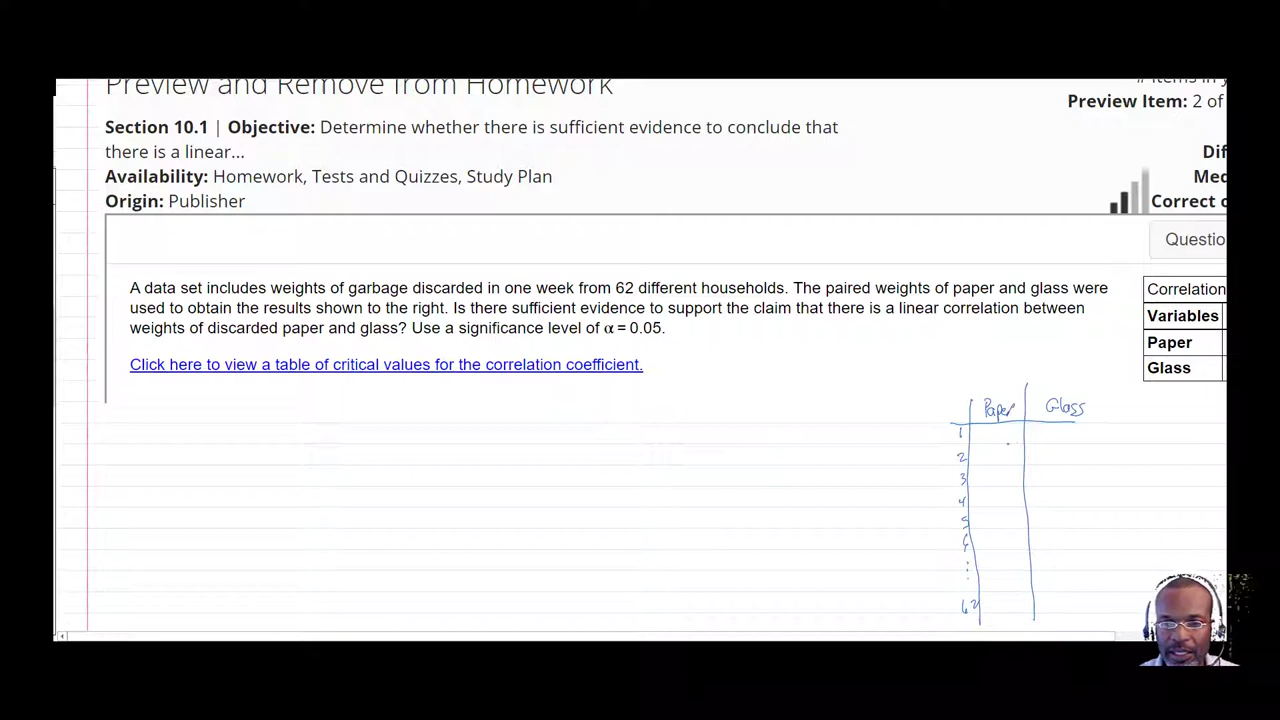 Preview and Remove from Homework
Preview Item: 2 of
Section 10.1 | Objective: Determine whether there is sufficient evidence to conclude that
there is a linear...
Availability: Homework, Tests and Quizzes, Study Plan
Origin: Publisher
Dif
Med
Correct c
Questio
A data set includes weights of garbage discarded in one week from 62 different households. The paired weights of paper and glass were
used to obtain the results shown to the right. Is there sufficient evidence to support the claim that there is a linear correlation between
weights of discarded paper and glass? Use a significance level of α = 0.05.
Click here to view a table of critical values for the correlation coefficient.
Correlation
Variables
Paper
Glass
Paper Glass
1
2
3
4
5
6
⋮
62